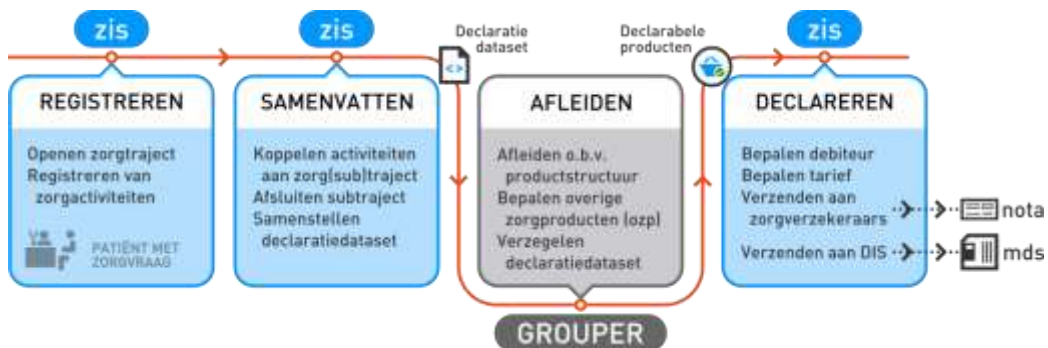 zis
zis
Declaratie
dataset
Declarabele
producten
zis
REGISTREREN
Openen zorgtraject
Registreren van
zorgactiviteiten
PATIËNT MET
ZORGVRAAG
SAMENVATTEN
Koppelen activiteiten
aan zorg(sub)traject
Afsluiten subtraject
Samenstellen
declaratiedataset
<>
AFLEIDEN
Afleiden o.b.v.
productstructuur
Bepalen overige
zorgproducten (ozp)
Verzegelen
declaratiedataset
GROUPER
DECLAREREN
Bepalen debiteur
Bepalen tarief
Verzenden aan
zorgverzekeraars
nota
Verzenden aan DIS
mds